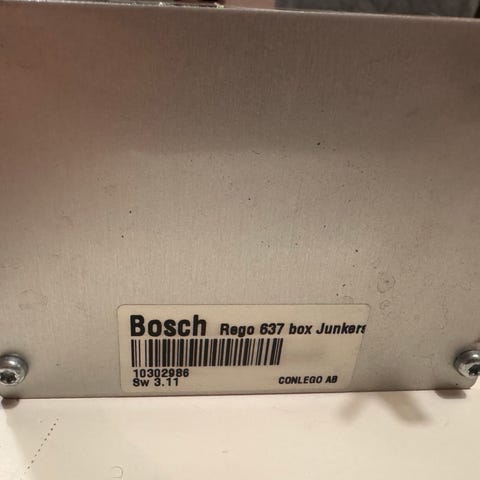 Bosch Rego 637 box Junkers
10302986
Sw 3.11 CONLEGO AB